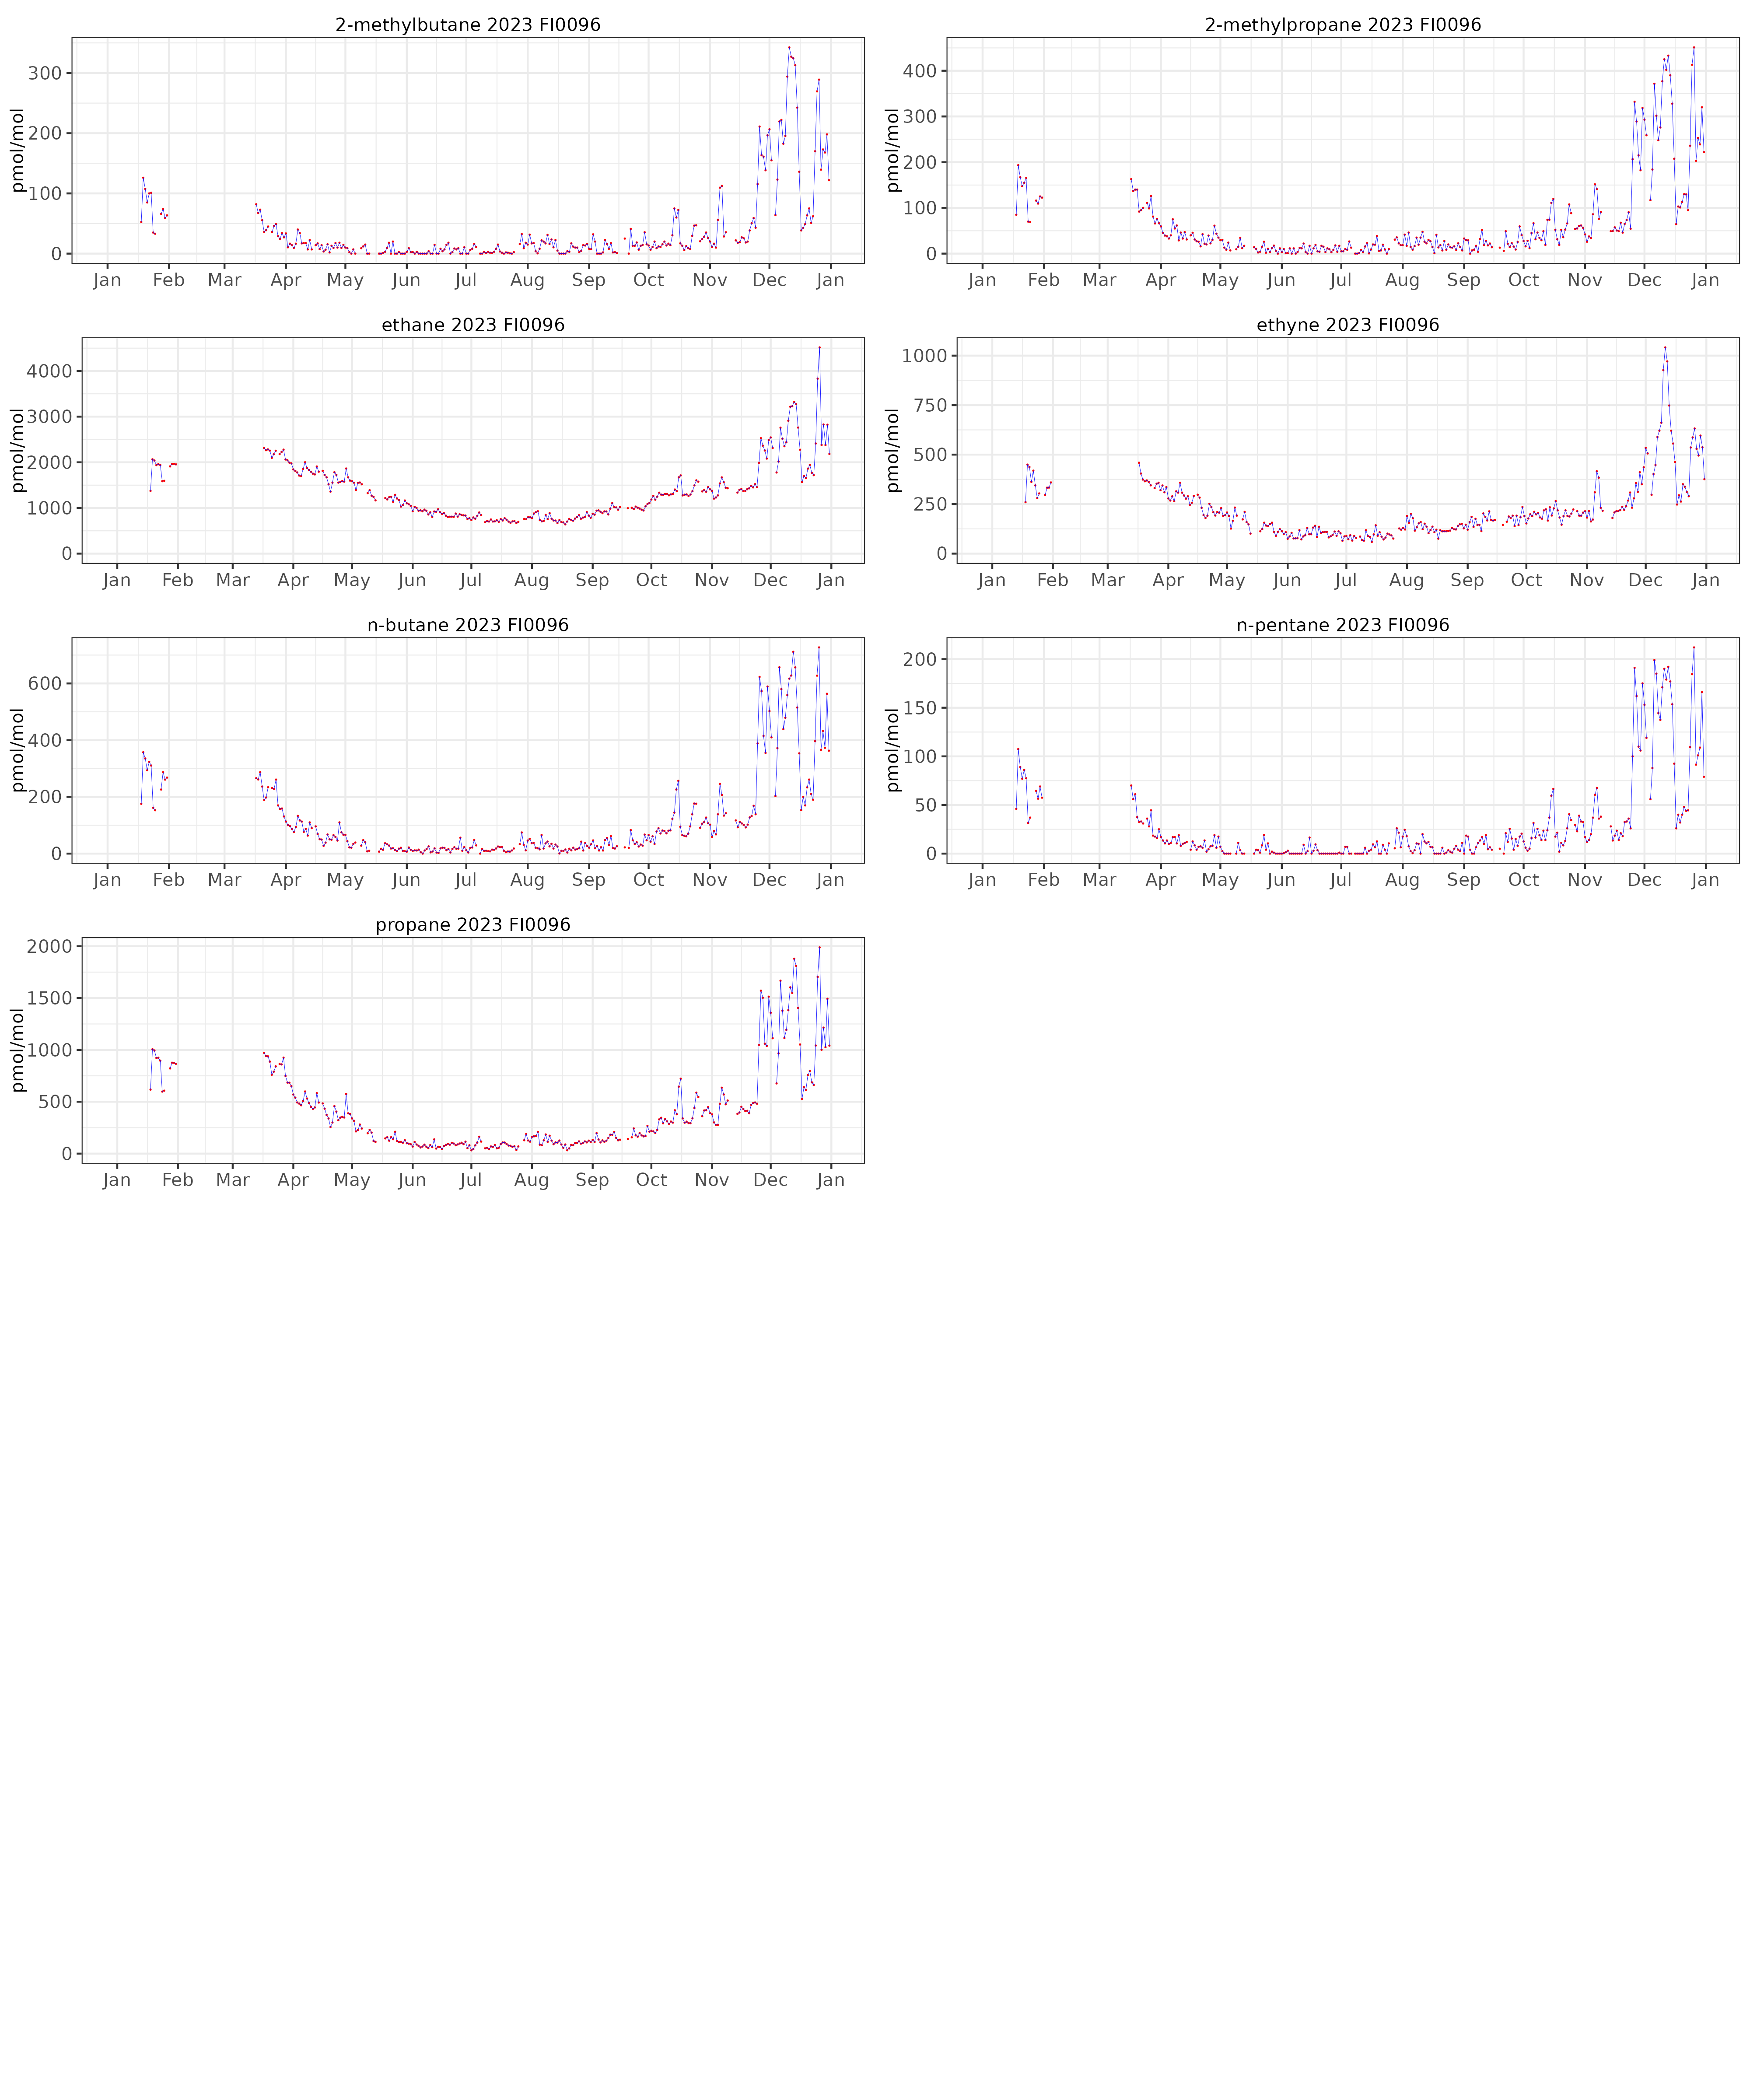 2-methylbutane 2023 FI0096
pmol/mol
300
200
100
0
Jan Feb Mar Apr May Jun Jul Aug Sep Oct Nov Dec Jan
2-methylpropane 2023 FI0096
pmol/mol
400
300
200
100
0
Jan Feb Mar Apr May Jun Jul Aug Sep Oct Nov Dec Jan
ethane 2023 FI0096
pmol/mol
4000
3000
2000
1000
0
Jan Feb Mar Apr May Jun Jul Aug Sep Oct Nov Dec Jan
ethyne 2023 FI0096
pmol/mol
1000
750
500
250
0
Jan Feb Mar Apr May Jun Jul Aug Sep Oct Nov Dec Jan
n-butane 2023 FI0096
pmol/mol
600
400
200
0
Jan Feb Mar Apr May Jun Jul Aug Sep Oct Nov Dec Jan
n-pentane 2023 FI0096
pmol/mol
200
150
100
50
0
Jan Feb Mar Apr May Jun Jul Aug Sep Oct Nov Dec Jan
propane 2023 FI0096
pmol/mol
2000
1500
1000
500
0
Jan Feb Mar Apr May Jun Jul Aug Sep Oct Nov Dec Jan